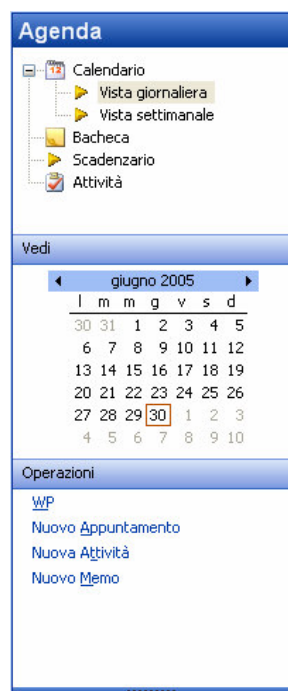 Agenda
Calendario
Vista giornaliera
Vista settimanale
Bacheca
Scadenzario
Attività
Vedi
giugno 2005
l m m g v s d
30 31 1 2 3 4 5
6 7 8 9 10 11 12
13 14 15 16 17 18 19
20 21 22 23 24 25 26
27 28 29 30 1 2 3
4 5 6 7 8 9 10
Operazioni
WP
Nuovo Appuntamento
Nuova Attività
Nuovo Memo